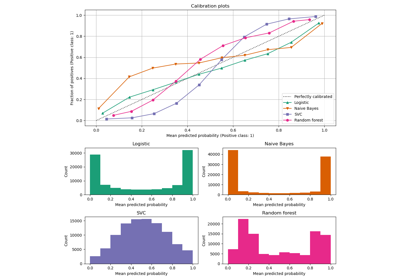 Calibration plots
Fraction of positives (Positive class: 1)
1.0
0.8
0.6
0.4
0.2
0.0
0.0 0.2 0.4 0.6 0.8 1.0
Mean predicted probability (Positive class: 1)
Perfectly calibrated
Logistic
Naive Bayes
SVC
Random forest
Logistic
Count
30000
20000
10000
0
0.0 0.2 0.4 0.6 0.8 1.0
Mean predicted probability
Naive Bayes
Count
40000
20000
0
0.0 0.2 0.4 0.6 0.8 1.0
Mean predicted probability
SVC
Count
15000
10000
5000
0
0.0 0.2 0.4 0.6 0.8 1.0
Mean predicted probability
Random forest
Count
20000
15000
10000
5000
0
0.0 0.2 0.4 0.6 0.8 1.0
Mean predicted probability